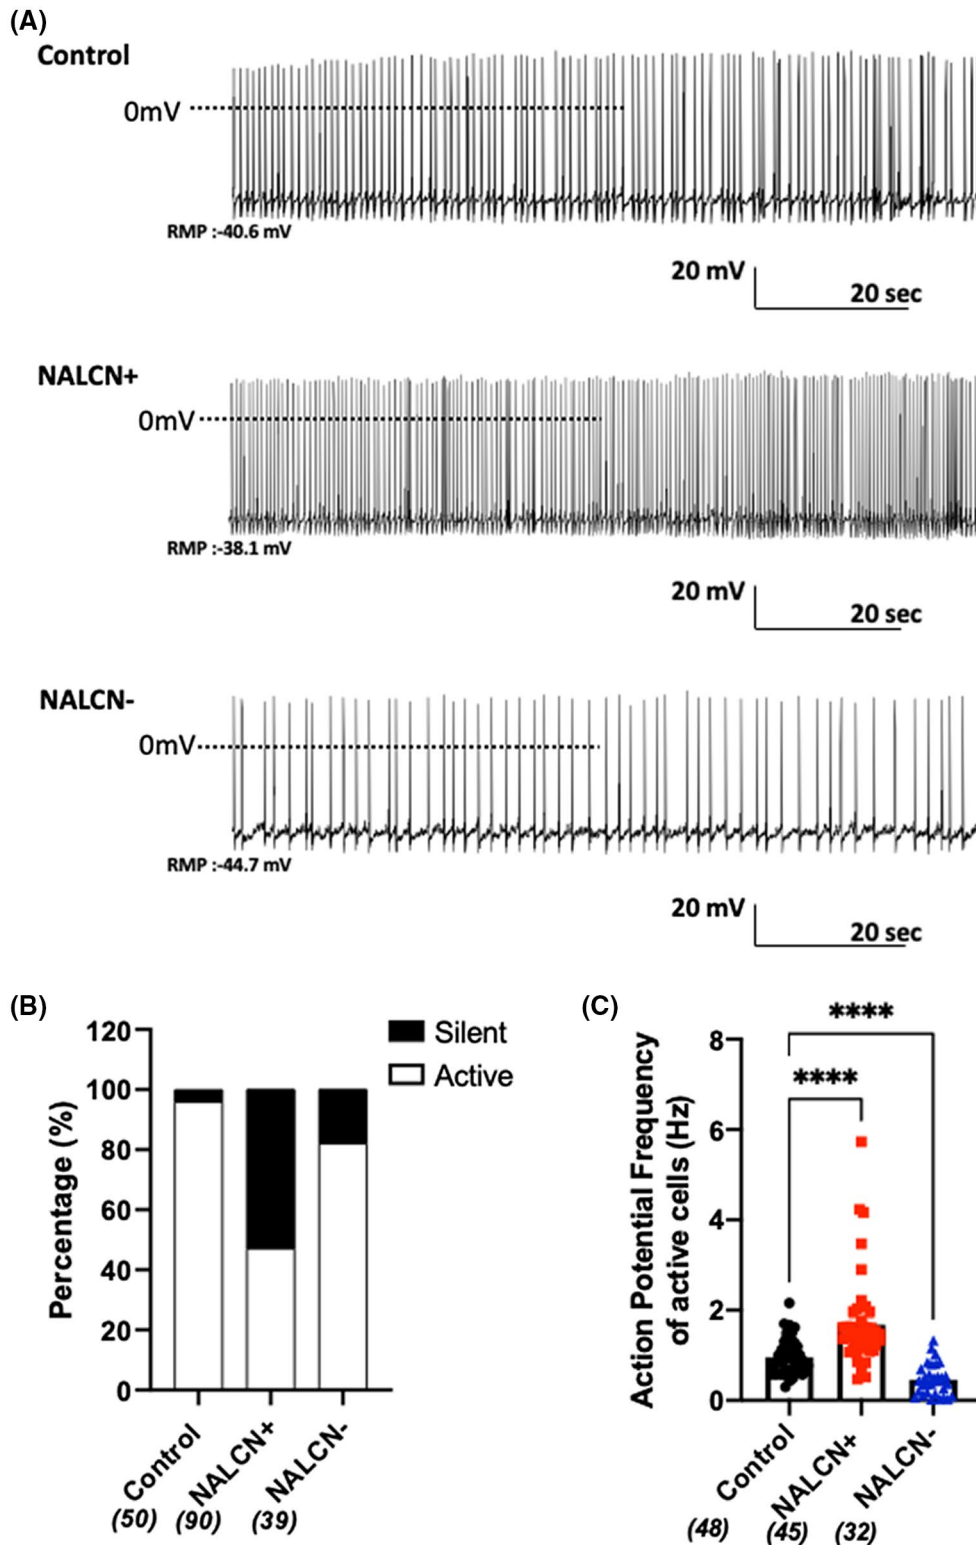 (A)
Control
0mV
RMP :-40.6 mV
20 mV
20 sec
NALCN+
0mV
RMP :-38.1 mV
20 mV
20 sec
NALCN-
0mV
RMP :-44.7 mV
20 mV
20 sec
(B)
Silent
Active
Percentage (%)
120
100
80
60
40
20
0
Control
NALCN+
NALCN-
(50)
(90)
(39)
(C)
****
****
Action Potential Frequency
of active cells (Hz)
8
6
4
2
0
Control
NALCN+
NALCN-
(48)
(45)
(32)